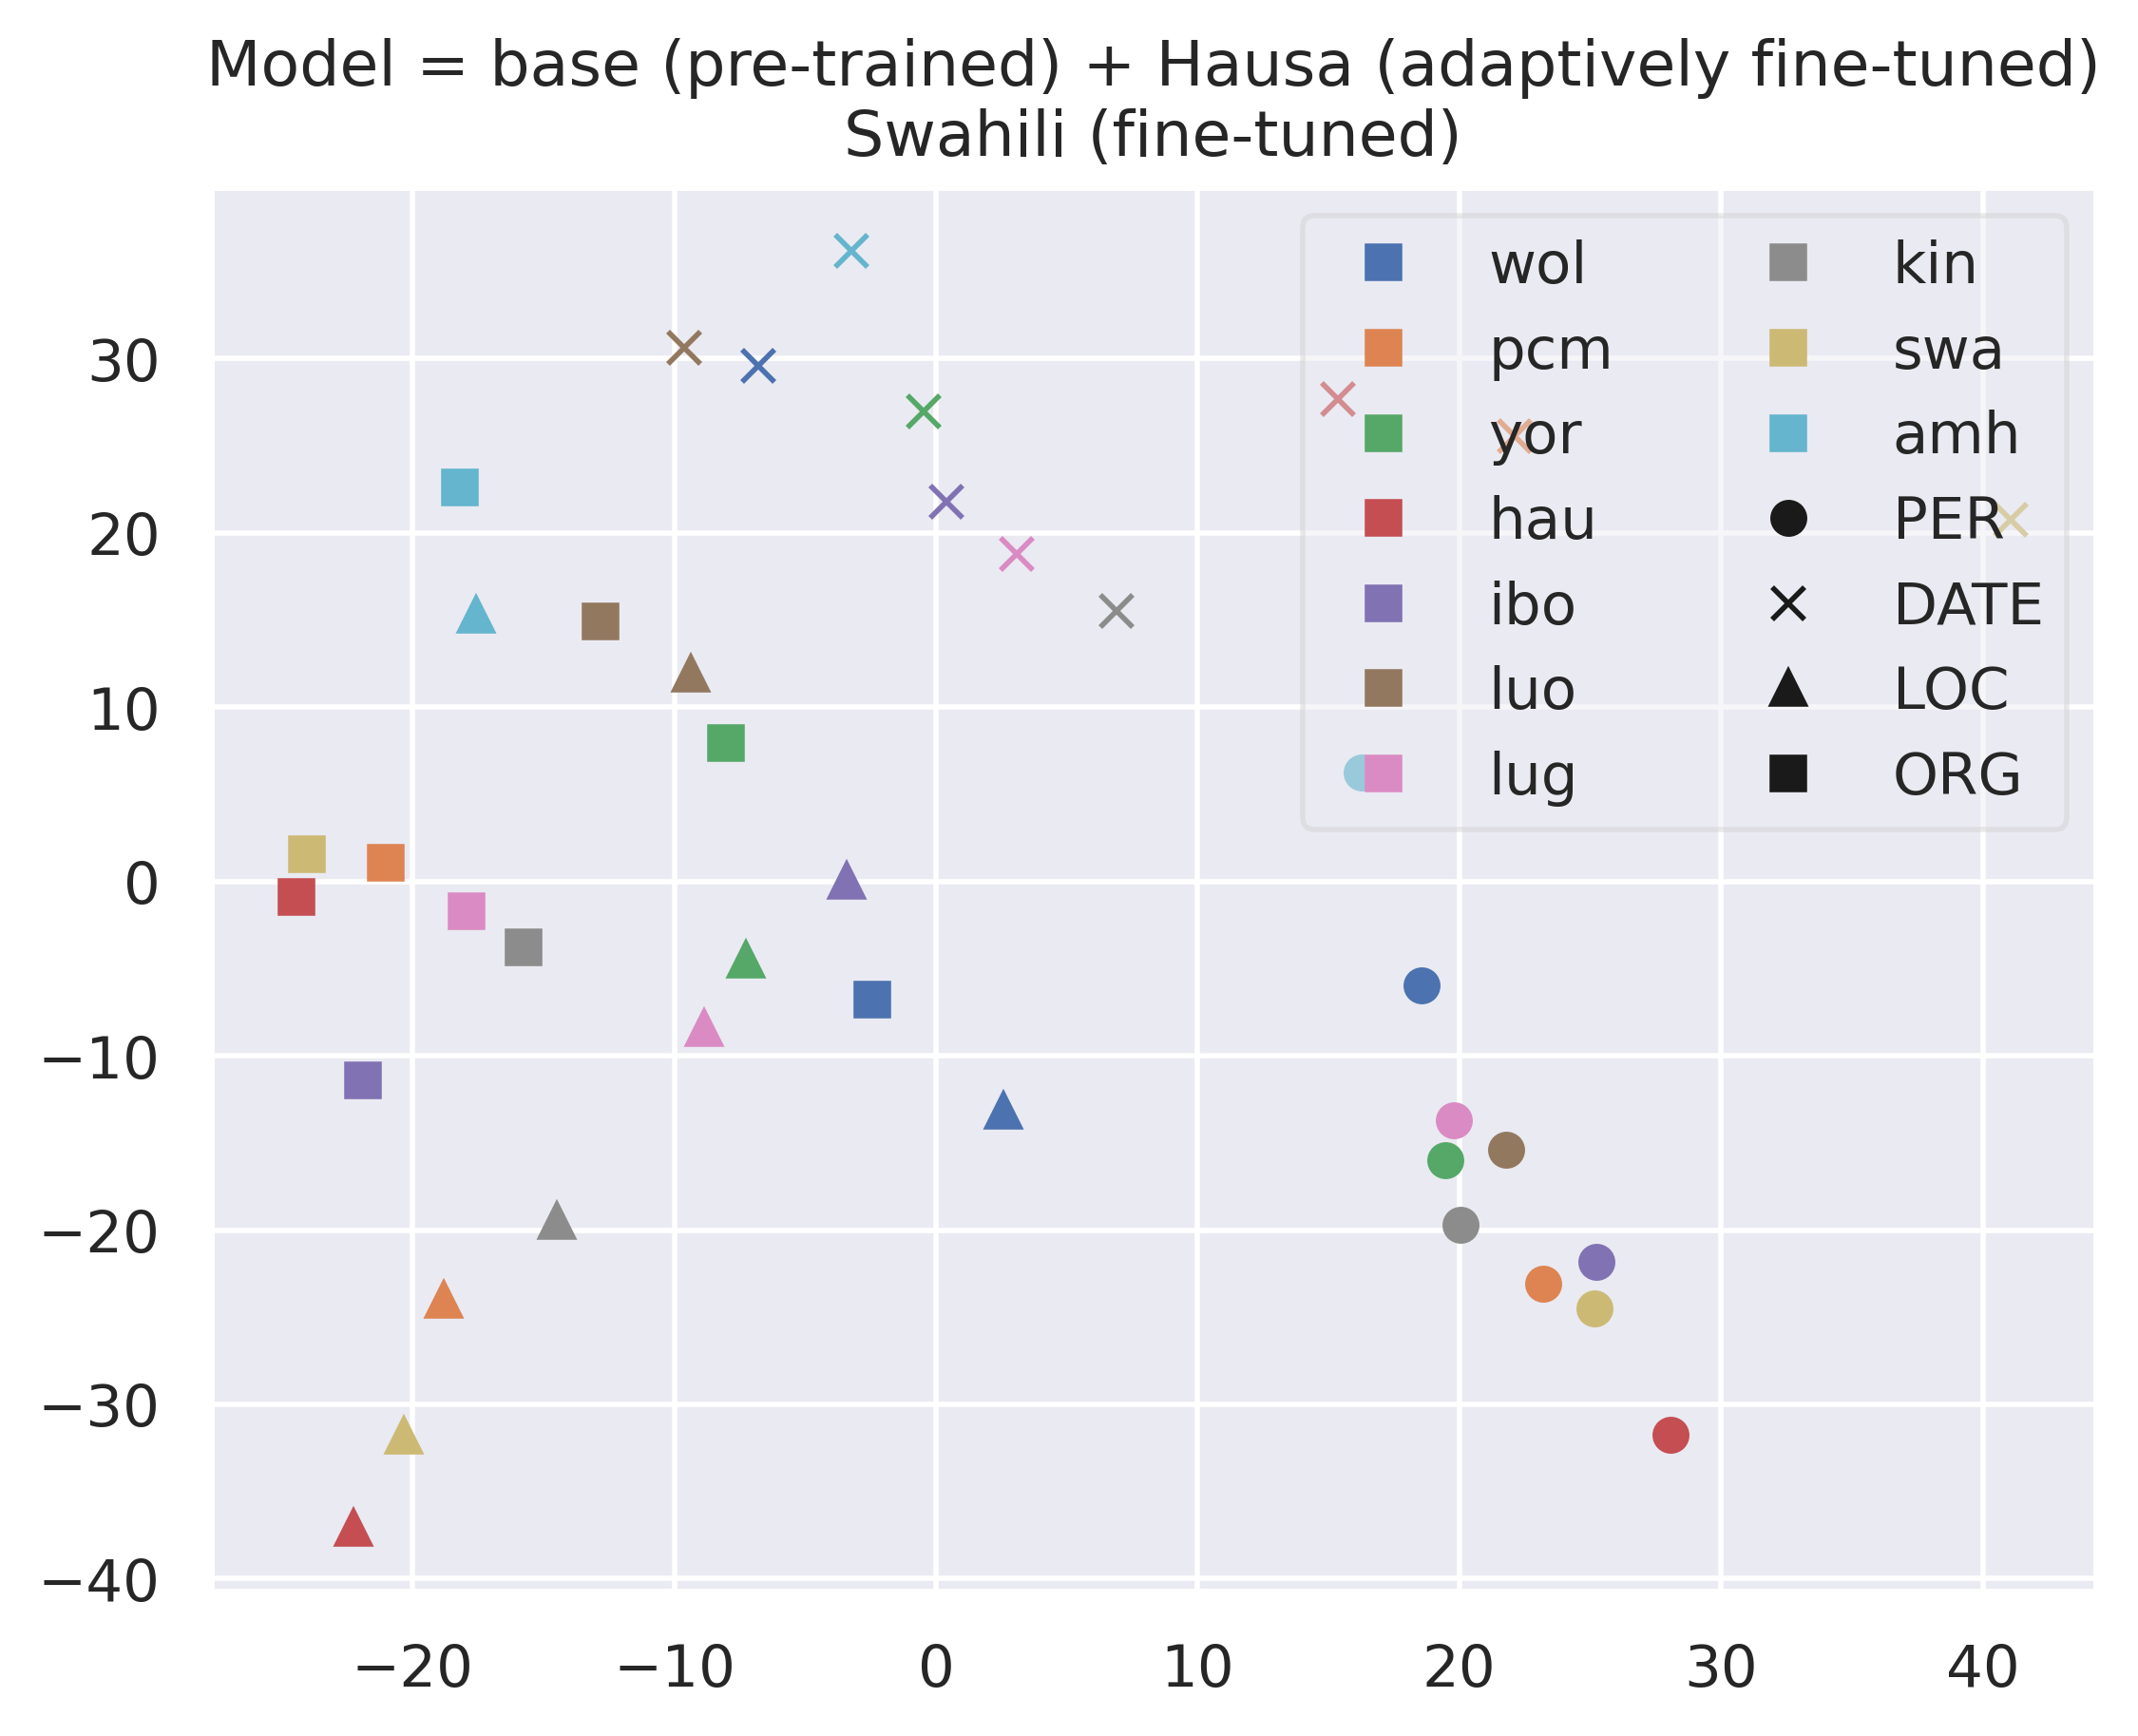 Model = base (pre-trained) + Hausa (adaptively fine-tuned)
Swahili (fine-tuned)
wol kin
pcm swa
yor amh
hau PER
ibo DATE
luo LOC
lug ORG
30
20
10
0
−10
−20
−30
−40
−20 −10 0 10 20 30 40